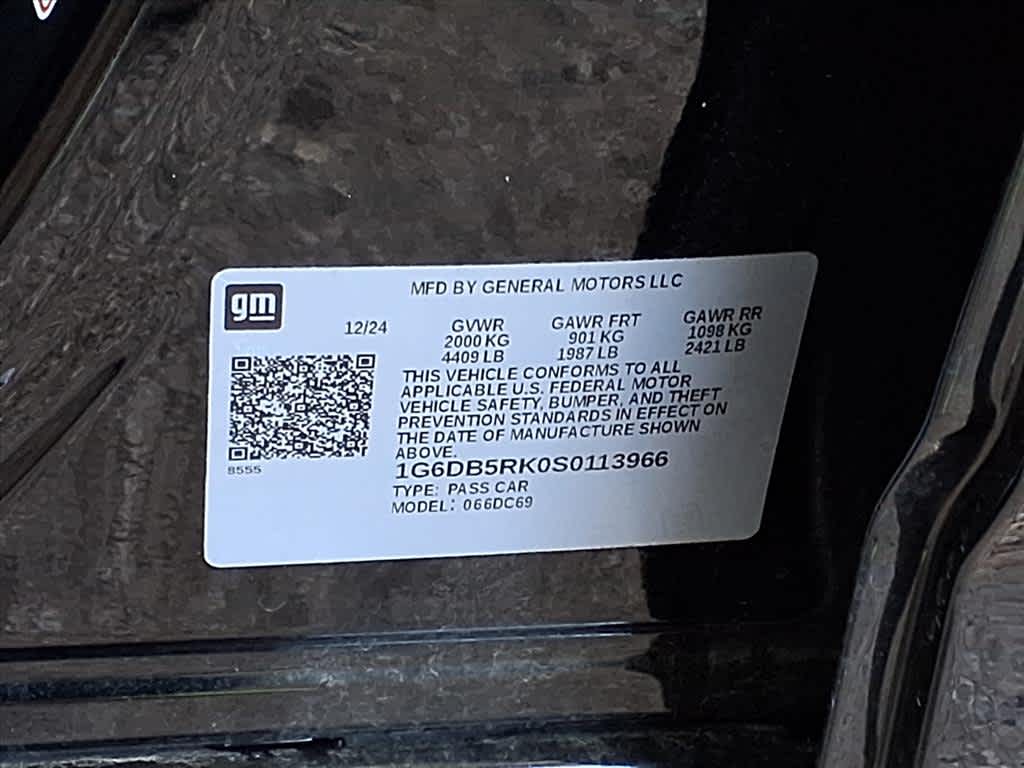 gm
MFD BY GENERAL MOTORS LLC
12/24 GVWR GAWR FRT GAWR RR
2000 KG 901 KG 1098 KG
4409 LB 1987 LB 2421 LB
THIS VEHICLE CONFORMS TO ALL
APPLICABLE U.S. FEDERAL MOTOR
VEHICLE SAFETY, BUMPER, AND THEFT
PREVENTION STANDARDS IN EFFECT ON
THE DATE OF MANUFACTURE SHOWN
ABOVE.
8555
1G6DB5RK0S0113966
TYPE: PASS CAR
MODEL: 066DC69